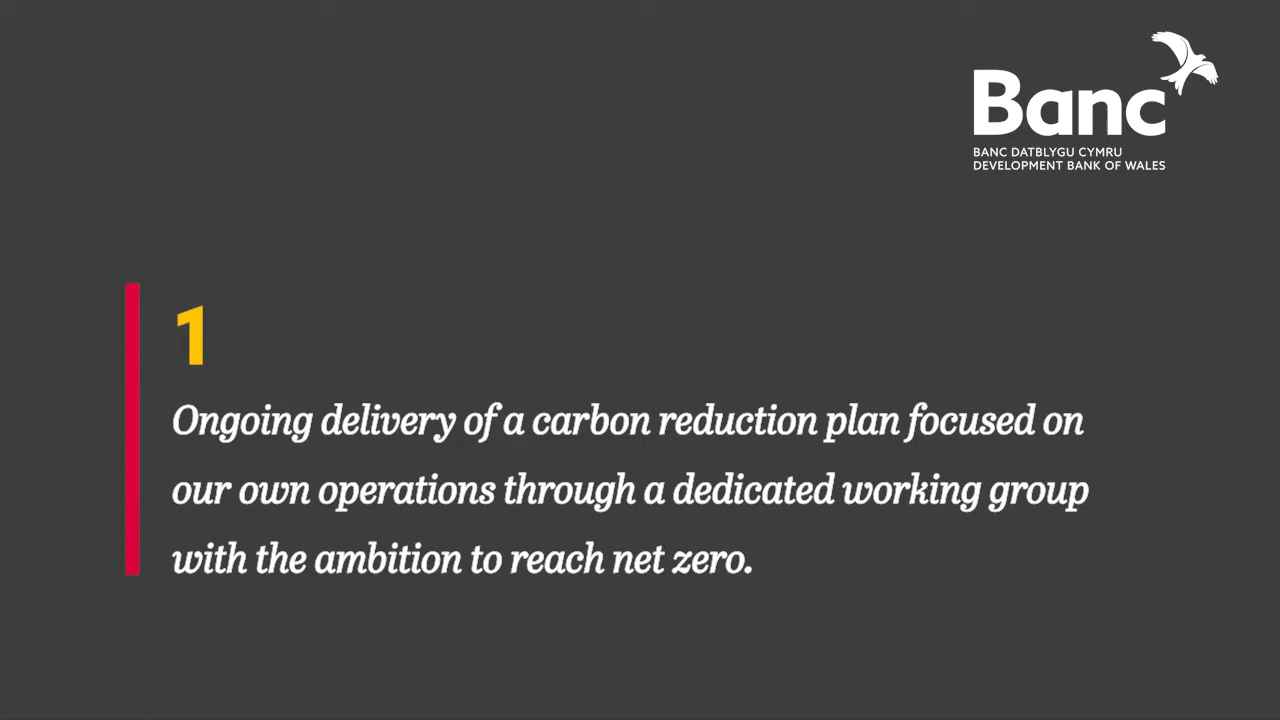 Banc
BANC DATBLYGU CYMRU
DEVELOPMENT BANK OF WALES
1
Ongoing delivery of a carbon reduction plan focused on
our own operations through a dedicated working group
with the ambition to reach net zero.